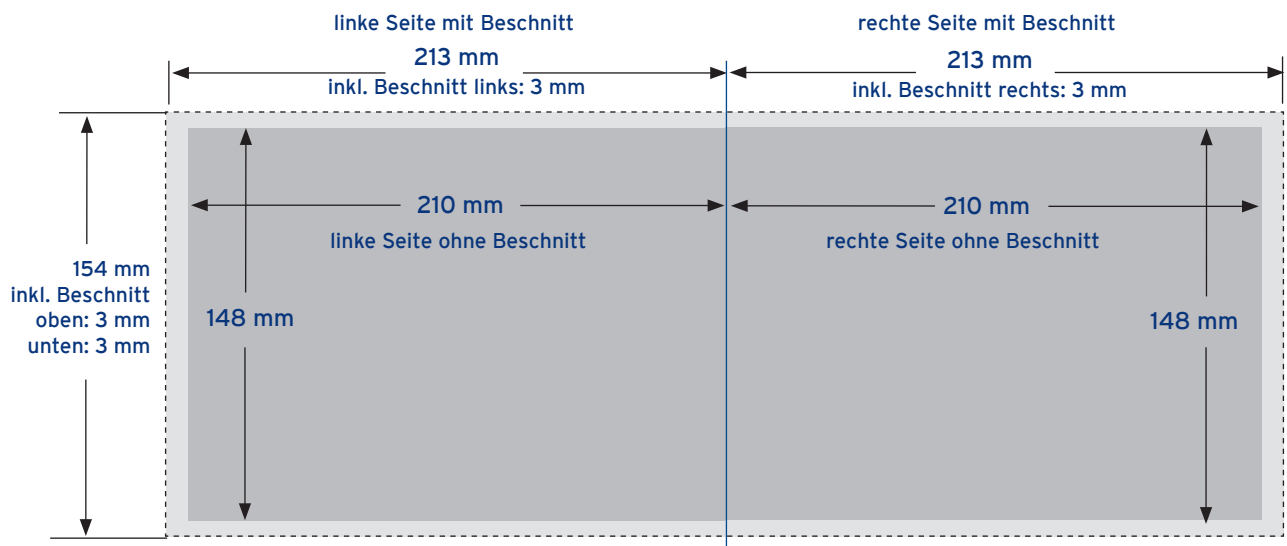 linke Seite mit Beschnitt
213 mm
inkl. Beschnitt links: 3 mm
rechte Seite mit Beschnitt
213 mm
inkl. Beschnitt rechts: 3 mm
210 mm
linke Seite ohne Beschnitt
210 mm
rechte Seite ohne Beschnitt
154 mm
inkl. Beschnitt
oben: 3 mm
unten: 3 mm
148 mm
148 mm